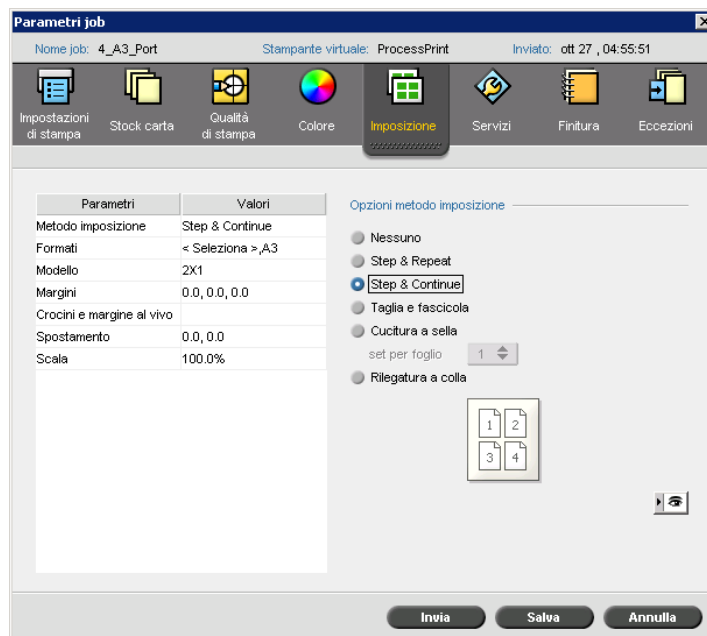 Parametri job
Nome job: 4_A3_Port Stampante virtuale: ProcessPrint Inviato: ott 27 , 04:55:51
Impostazioni di stampa
Stock carta
Qualità di stampa
Colore
Imposizione
Servizi
Finitura
Eccezioni
Parametri Valori
Metodo imposizione Step & Continue
Formati < Seleziona >,A3
Modello 2X1
Margini 0.0, 0.0, 0.0
Crocini e margine al vivo
Spostamento 0.0, 0.0
Scala 100.0%
Opzioni metodo imposizione
Nessuno
Step & Repeat
Step & Continue
Taglia e fascicola
Cucitura a sella
set per foglio 1
Rilegatura a colla
1 2
3 4
Invia Salva Annulla